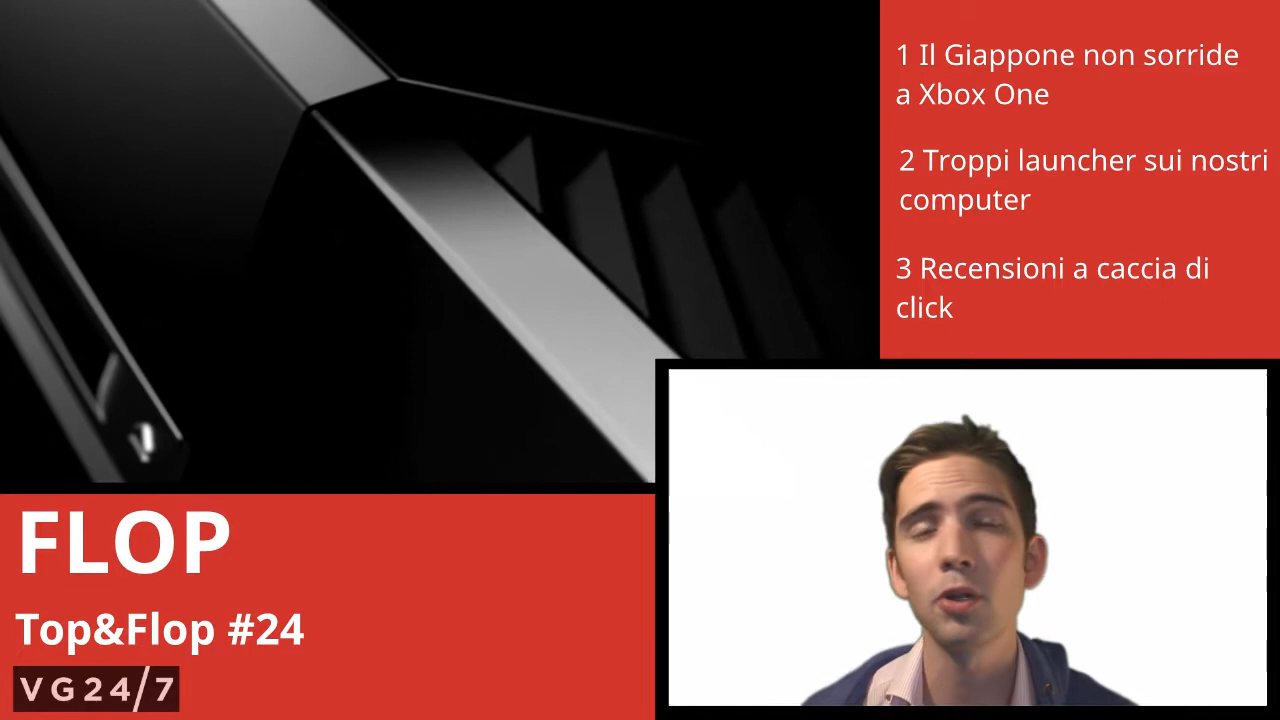 1 Il Giappone non sorride
a Xbox One
2 Troppi launcher sui nostri
computer
3 Recensioni a caccia di
click
FLOP
Top&Flop #24
VG24/7